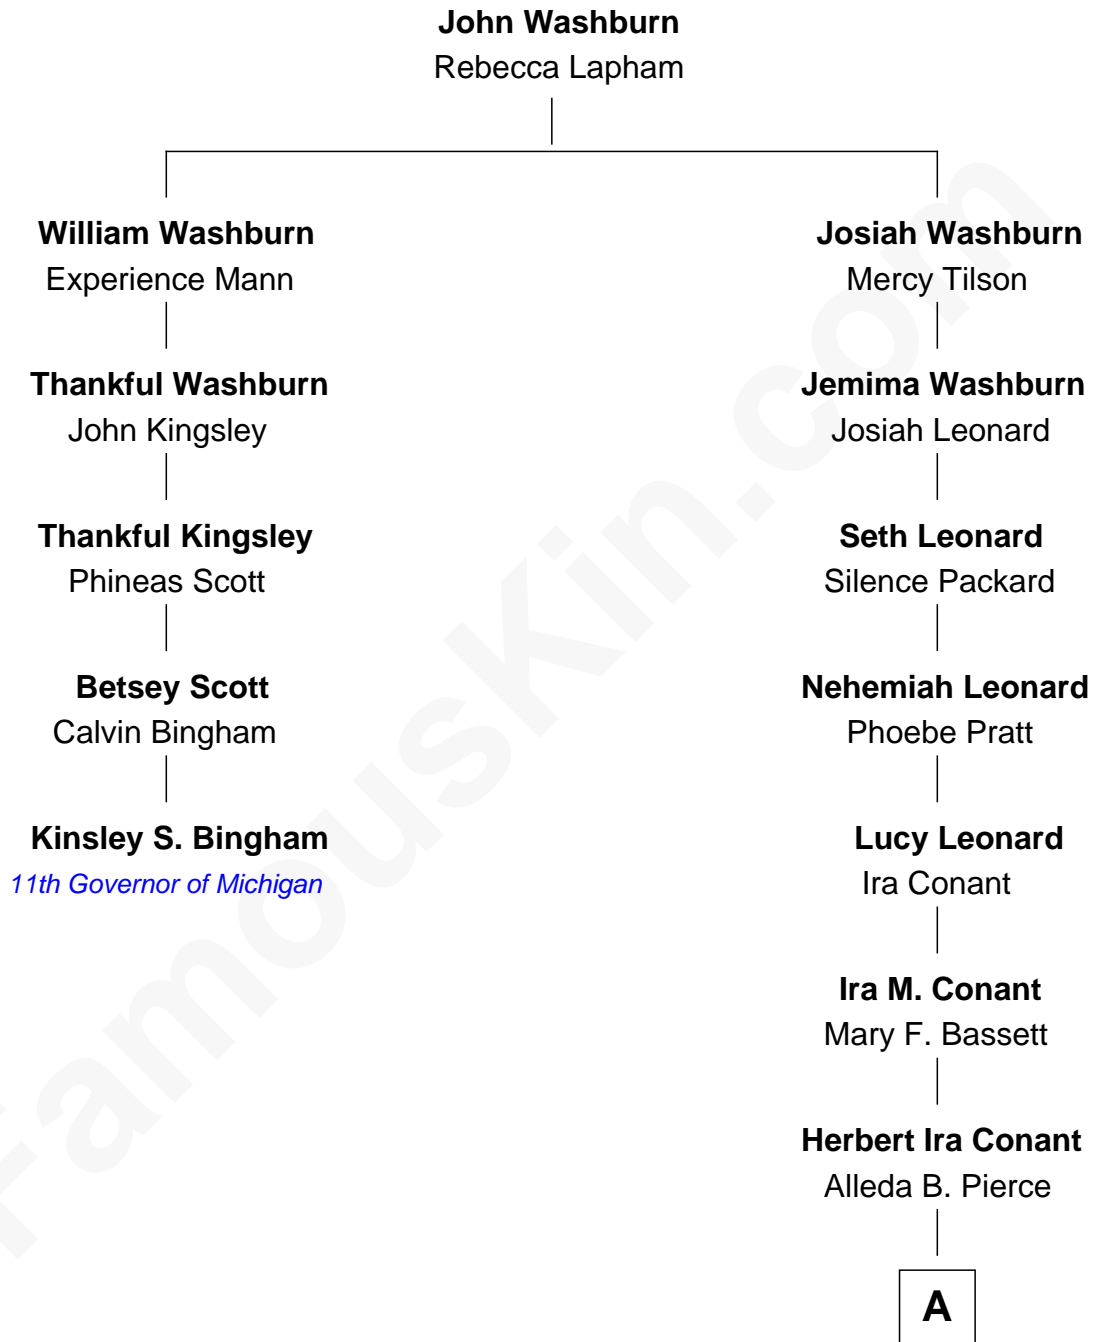 John Washburn
Rebecca Lapham
William Washburn
Experience Mann
Thankful Washburn
John Kingsley
Thankful Kingsley
Phineas Scott
Betsey Scott
Calvin Bingham
Kinsley S. Bingham
11th Governor of Michigan
Josiah Washburn
Mercy Tilson
Jemima Washburn
Josiah Leonard
Seth Leonard
Silence Packard
Nehemiah Leonard
Phoebe Pratt
Lucy Leonard
Ira Conant
Ira M. Conant
Mary F. Bassett
Herbert Ira Conant
Alleda B. Pierce
A
FamousKin.com